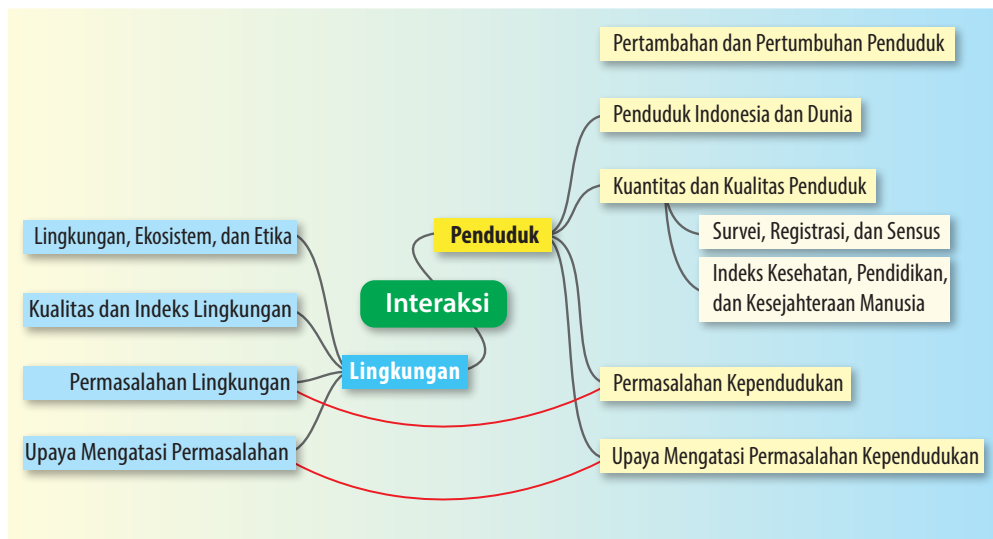 Pertambahan dan Pertumbuhan Penduduk
Penduduk Indonesia dan Dunia
Kuantitas dan Kualitas Penduduk
Survei, Registrasi, dan Sensus
Indeks Kesehatan, Pendidikan,
dan Kesejahteraan Manusia
Permasalahan Kependudukan
Upaya Mengatasi Permasalahan Kependudukan
Penduduk
Interaksi
Lingkungan
Lingkungan, Ekosistem, dan Etika
Kualitas dan Indeks Lingkungan
Permasalahan Lingkungan
Upaya Mengatasi Permasalahan